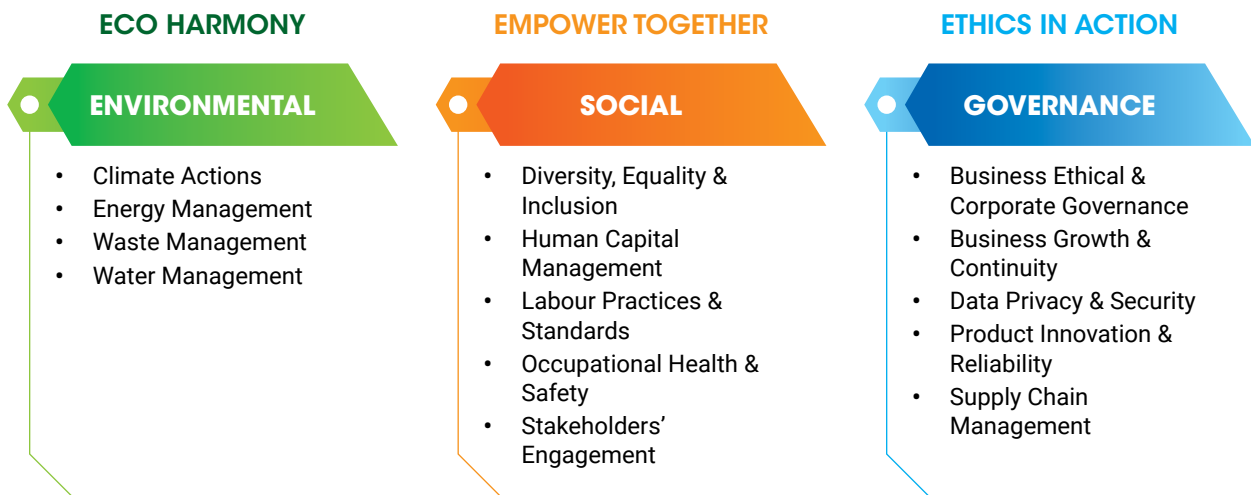 ECO HARMONY
ENVIRONMENTAL
• Climate Actions
• Energy Management
• Waste Management
• Water Management
EMPOWER TOGETHER
SOCIAL
• Diversity, Equality &
Inclusion
• Human Capital
Management
• Labour Practices &
Standards
• Occupational Health &
Safety
• Stakeholders’
Engagement
ETHICS IN ACTION
GOVERNANCE
• Business Ethical &
Corporate Governance
• Business Growth &
Continuity
• Data Privacy & Security
• Product Innovation &
Reliability
• Supply Chain
Management